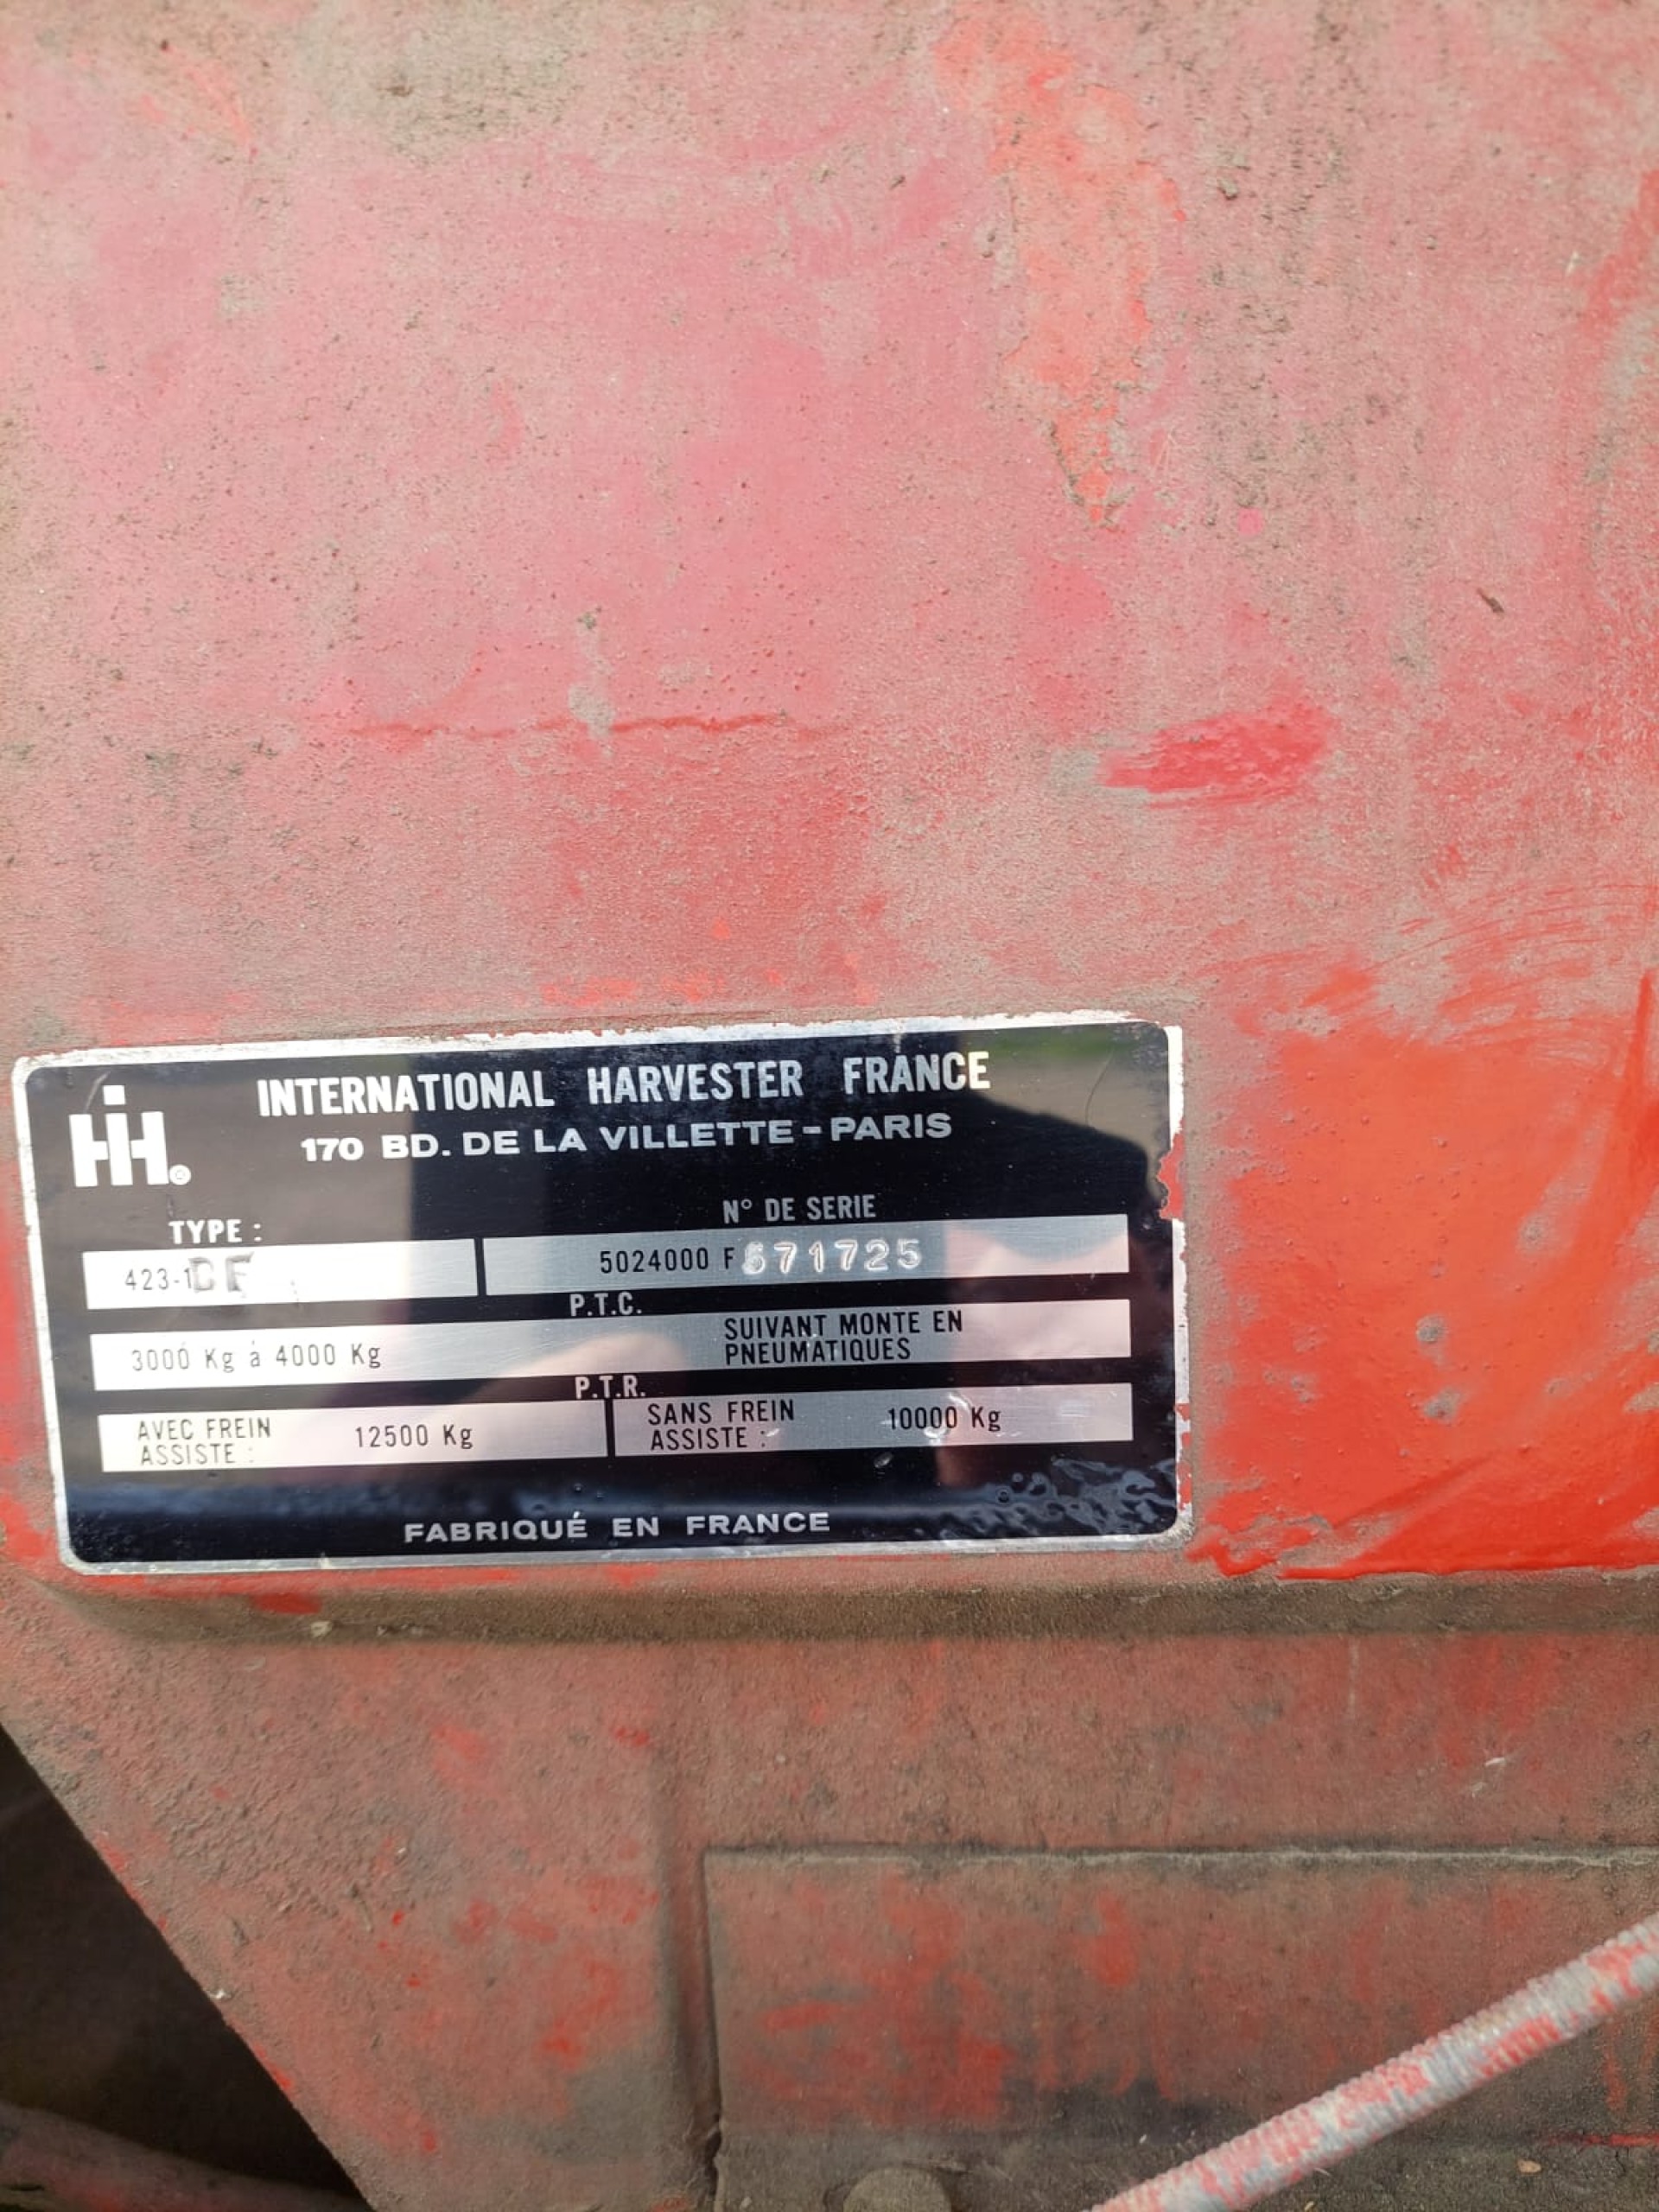 IH®
INTERNATIONAL HARVESTER FRANCE
170 BD. DE LA VILLETTE - PARIS
TYPE :
N° DE SERIE
423-1
5024000 F 671725
P.T.C.
3000 Kg à 4000 Kg
SUIVANT MONTE EN
PNEUMATIQUES
P.T.R.
AVEC FREIN
ASSISTE :
12500 Kg
SANS FREIN
ASSISTE :
10000 Kg
FABRIQUÉ EN FRANCE